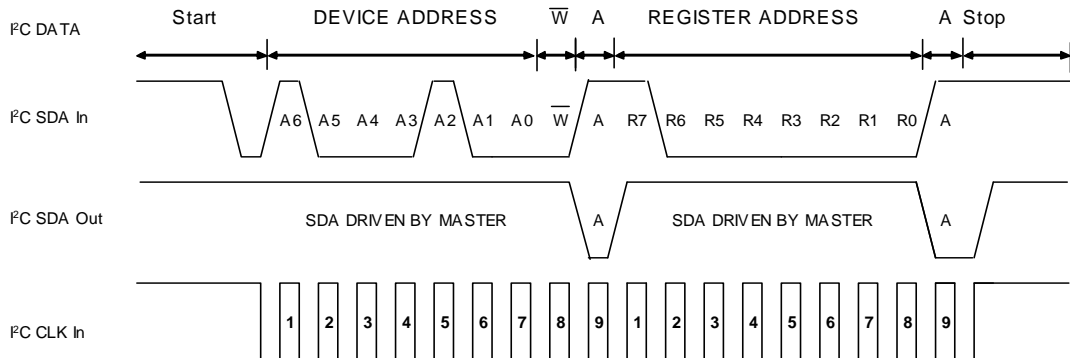 I²C DATA Start DEVICE ADDRESS W A REGISTER ADDRESS A Stop
I²C SDA In A6 A5 A4 A3 A2 A1 A0 W A R7 R6 R5 R4 R3 R2 R1 R0 A
I²C SDA Out SDA DRIVEN BY MASTER A SDA DRIVEN BY MASTER A
I²C CLK In 1 2 3 4 5 6 7 8 9 1 2 3 4 5 6 7 8 9